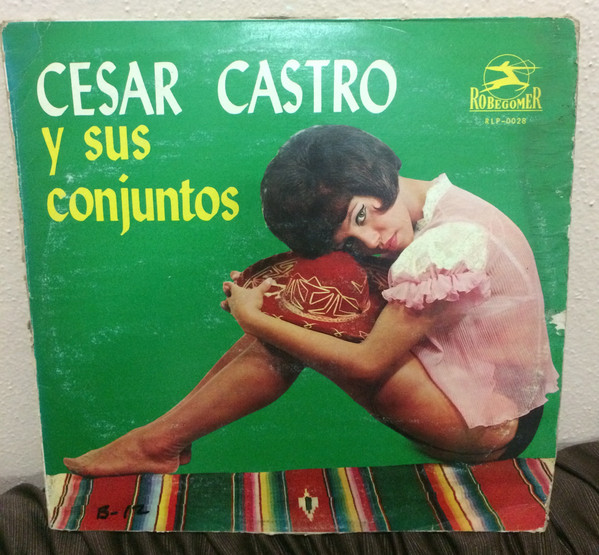 CESAR CASTRO
y sus
conjuntos
ROBEGOMER
RLP-0028
B-12